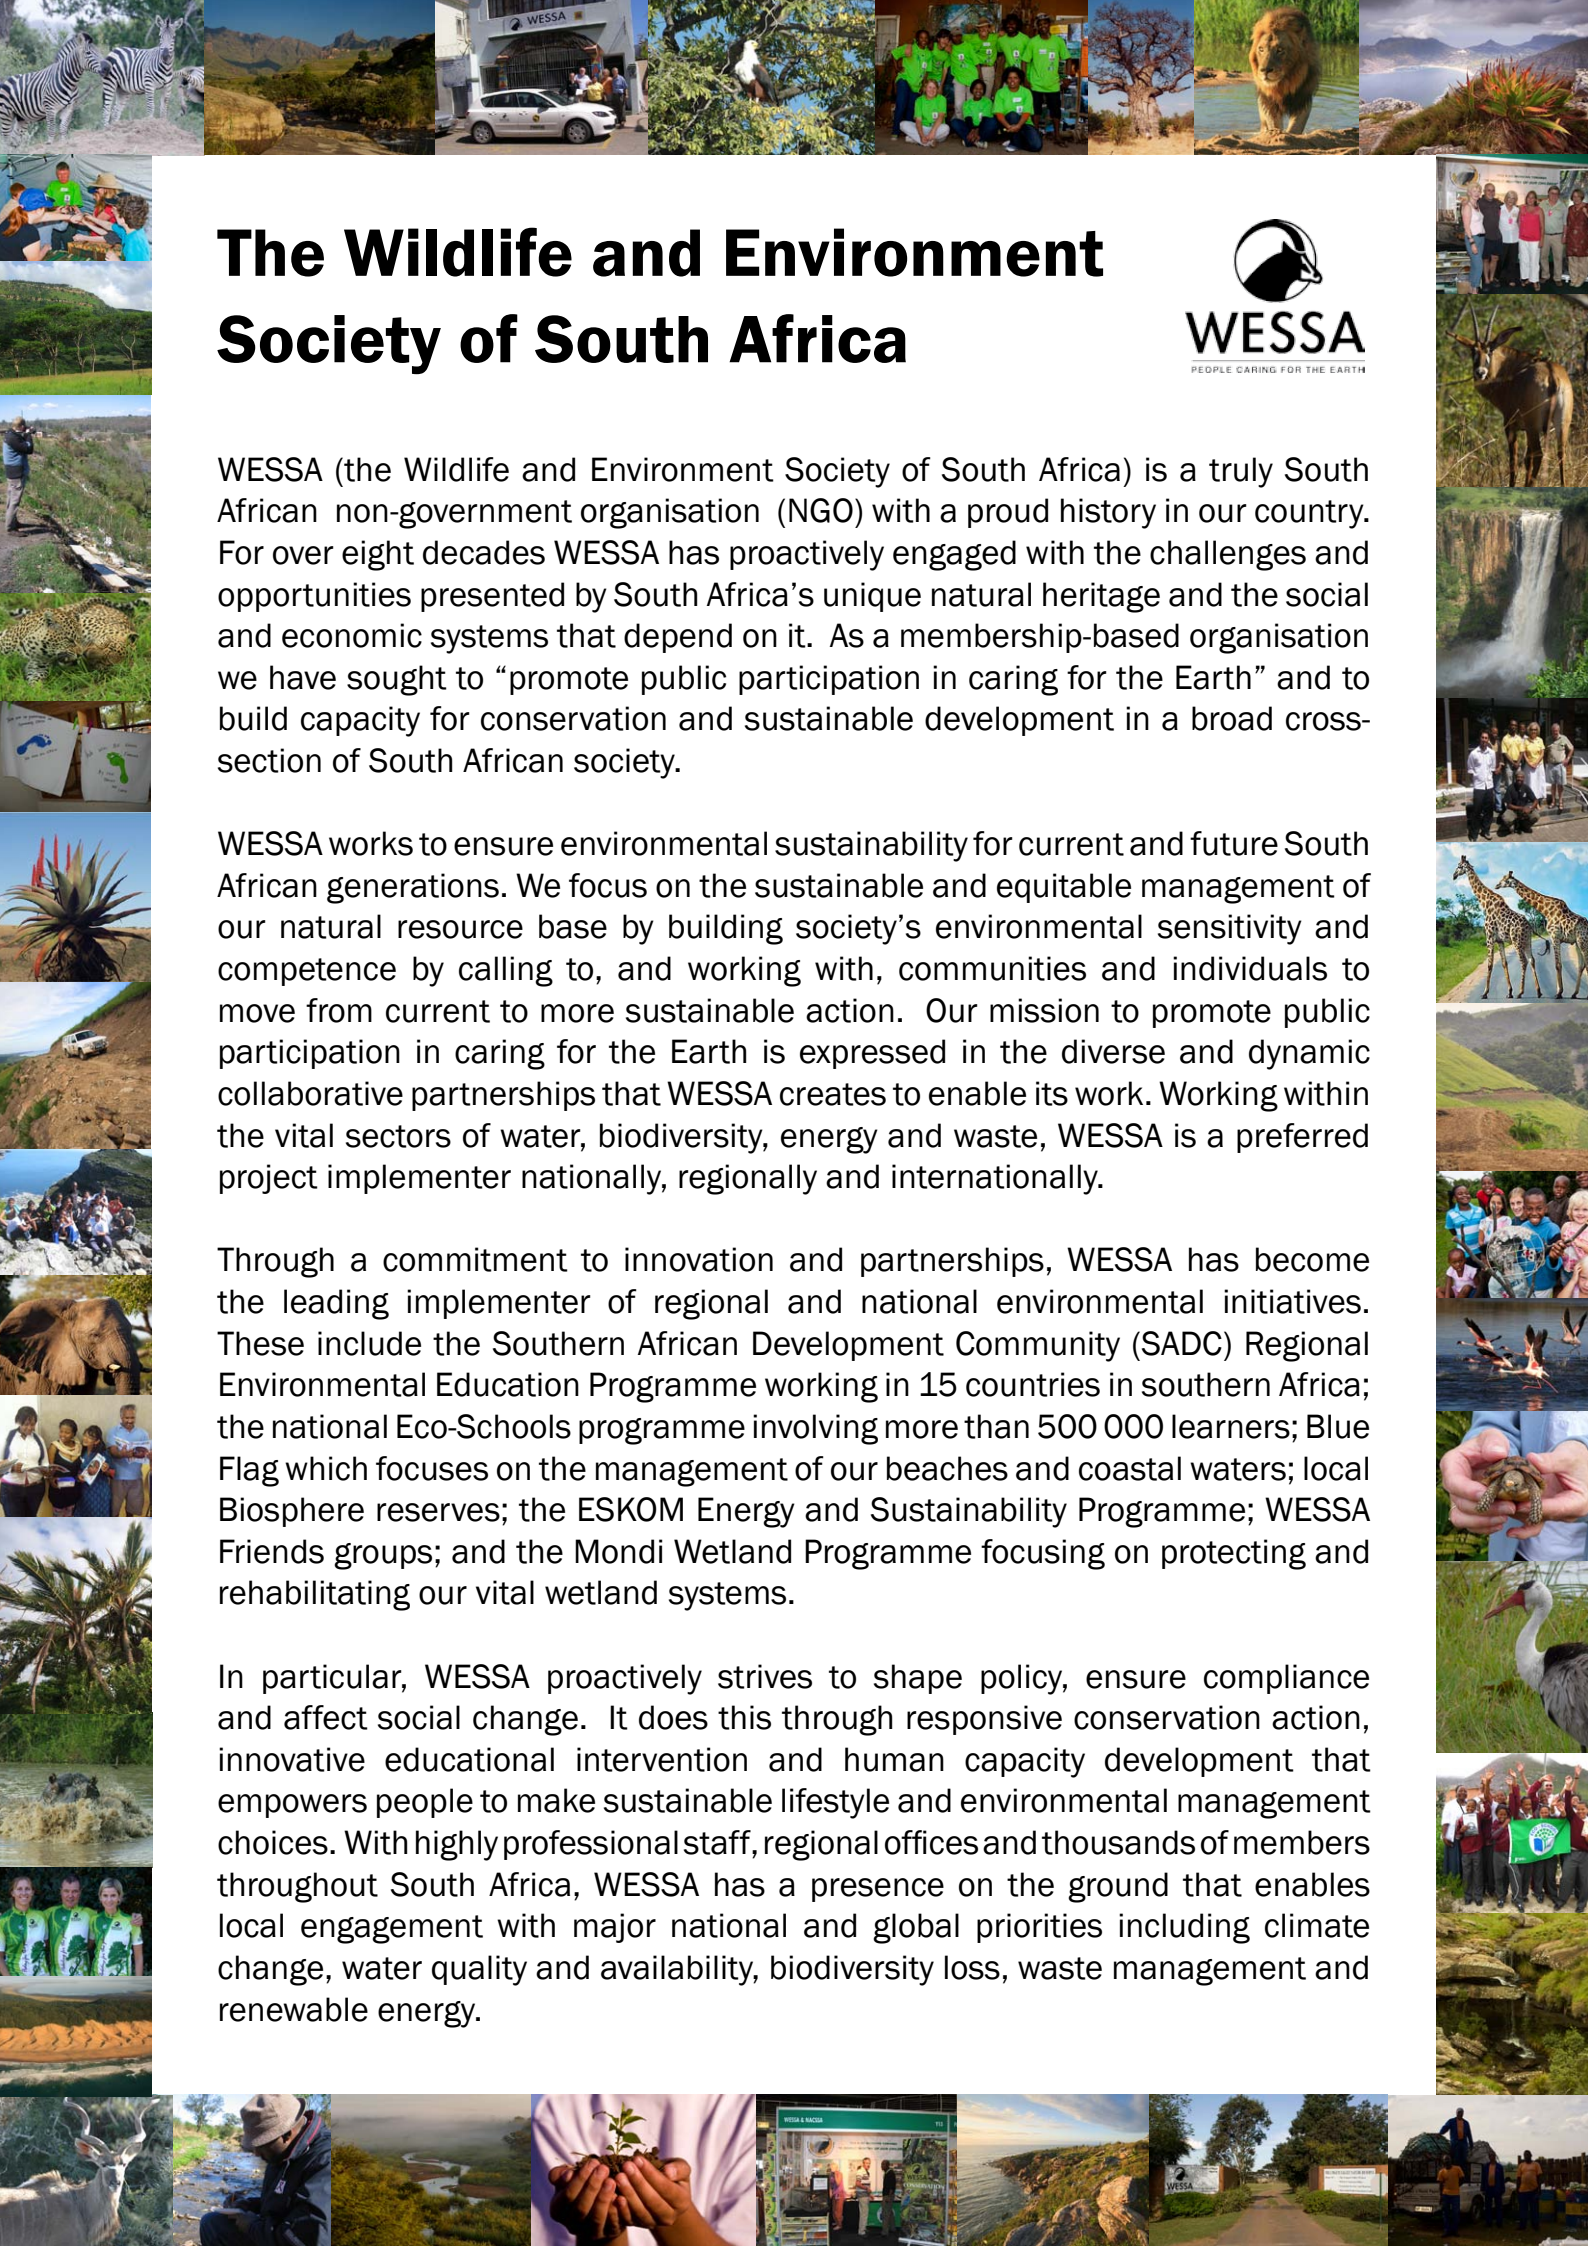 WESSA
The Wildlife and Environment
Society of South Africa
WESSA
PEOPLE CARING FOR THE EARTH
WESSA (the Wildlife and Environment Society of South Africa) is a truly South
African non-government organisation (NGO) with a proud history in our country.
For over eight decades WESSA has proactively engaged with the challenges and
opportunities presented by South Africa’s unique natural heritage and the social
and economic systems that depend on it. As a membership-based organisation
we have sought to “promote public participation in caring for the Earth” and to
build capacity for conservation and sustainable development in a broad cross-
section of South African society.
WESSA works to ensure environmental sustainability for current and future South
African generations. We focus on the sustainable and equitable management of
our natural resource base by building society’s environmental sensitivity and
competence by calling to, and working with, communities and individuals to
move from current to more sustainable action. Our mission to promote public
participation in caring for the Earth is expressed in the diverse and dynamic
collaborative partnerships that WESSA creates to enable its work. Working within
the vital sectors of water, biodiversity, energy and waste, WESSA is a preferred
project implementer nationally, regionally and internationally.
Through a commitment to innovation and partnerships, WESSA has become
the leading implementer of regional and national environmental initiatives.
These include the Southern African Development Community (SADC) Regional
Environmental Education Programme working in 15 countries in southern Africa;
the national Eco-Schools programme involving more than 500 000 learners; Blue
Flag which focuses on the management of our beaches and coastal waters; local
Biosphere reserves; the ESKOM Energy and Sustainability Programme; WESSA
Friends groups; and the Mondi Wetland Programme focusing on protecting and
rehabilitating our vital wetland systems.
In particular, WESSA proactively strives to shape policy, ensure compliance
and affect social change. It does this through responsive conservation action,
innovative educational intervention and human capacity development that
empowers people to make sustainable lifestyle and environmental management
choices. With highly professional staff, regional offices and thousands of members
throughout South Africa, WESSA has a presence on the ground that enables
local engagement with major national and global priorities including climate
change, water quality and availability, biodiversity loss, waste management and
renewable energy.
WESSA & NACSSA
WESSA
CONSERVATION
WESSA